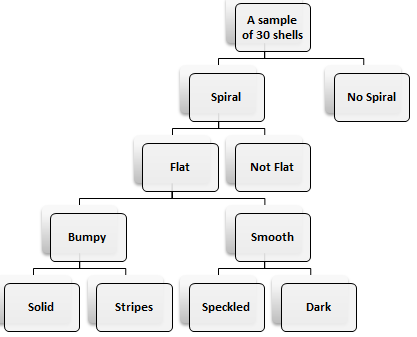 A sample
of 30 shells
Spiral
No Spiral
Flat
Not Flat
Bumpy
Smooth
Solid
Stripes
Speckled
Dark